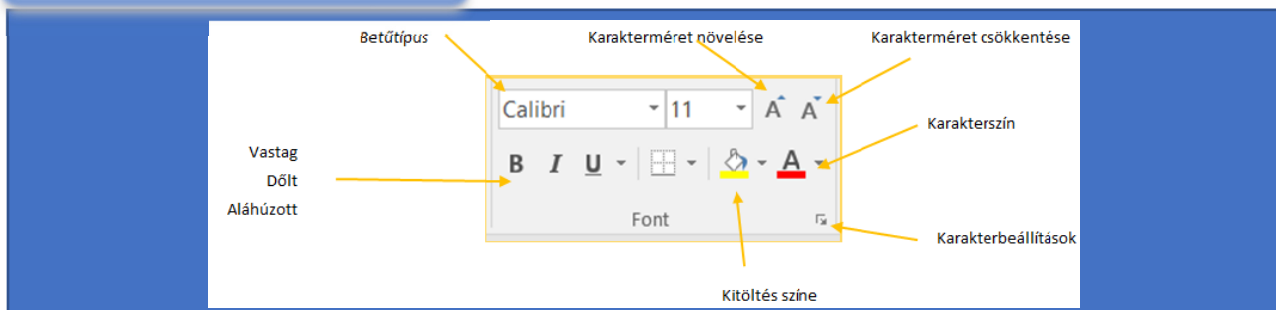 Betűtípus
Karakterméret növelése
Karakterméret csökkentése
Calibri
11
A A
Karakterszín
Vastag
Dőlt
Aláhúzott
B I U
A
Font
Karakterbeállítások
Kitöltés színe